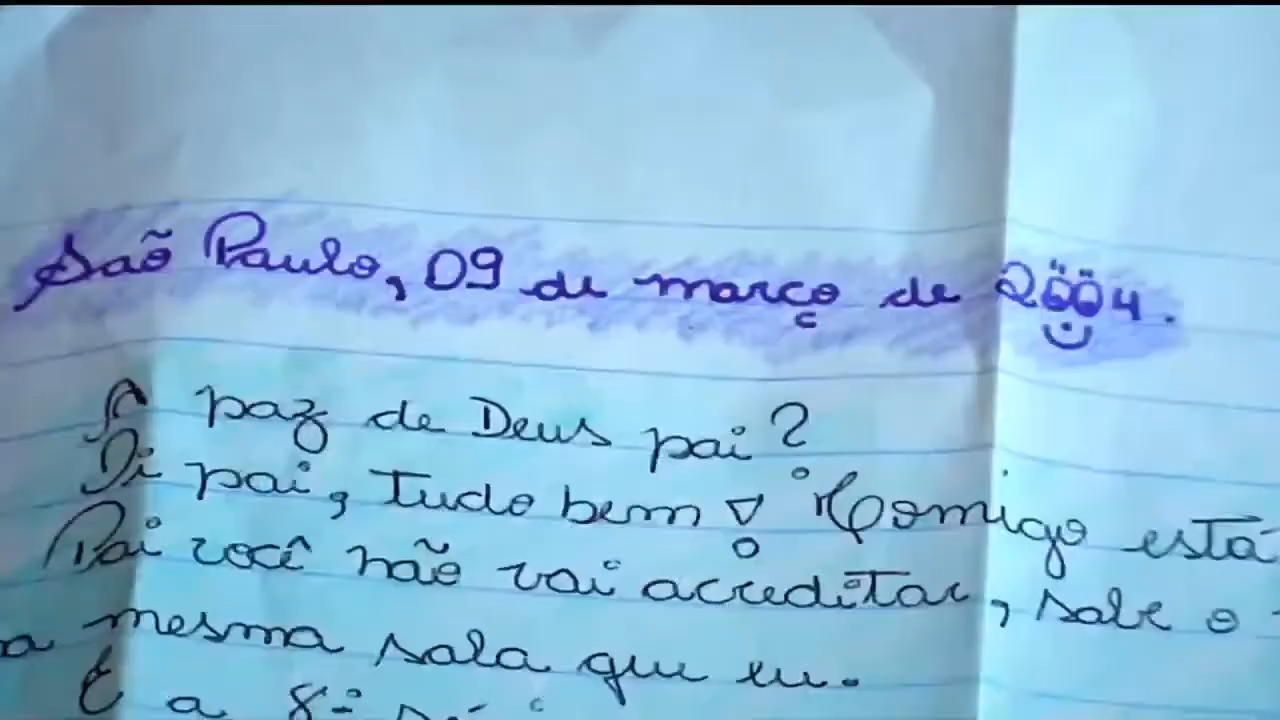 São Paulo, 09 de março de 2004.
A paz de Deus pai?
Oi pai, tudo bem? Comigo está
Pai você não vai acreditar, sabe o
a mesma sala que eu.
É a 8ª